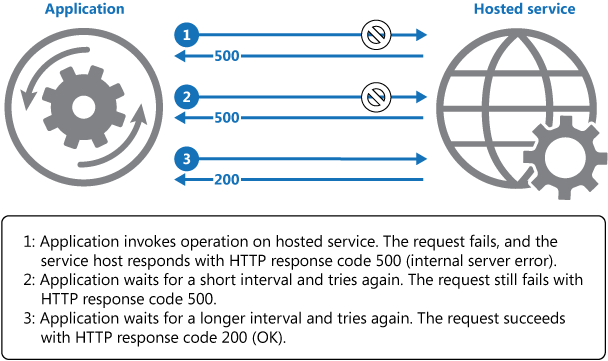 Application
Hosted service
1
500
2
500
3
200
1: Application invokes operation on hosted service. The request fails, and the
service host responds with HTTP response code 500 (internal server error).
2: Application waits for a short interval and tries again. The request still fails with
HTTP response code 500.
3: Application waits for a longer interval and tries again. The request succeeds
with HTTP response code 200 (OK).